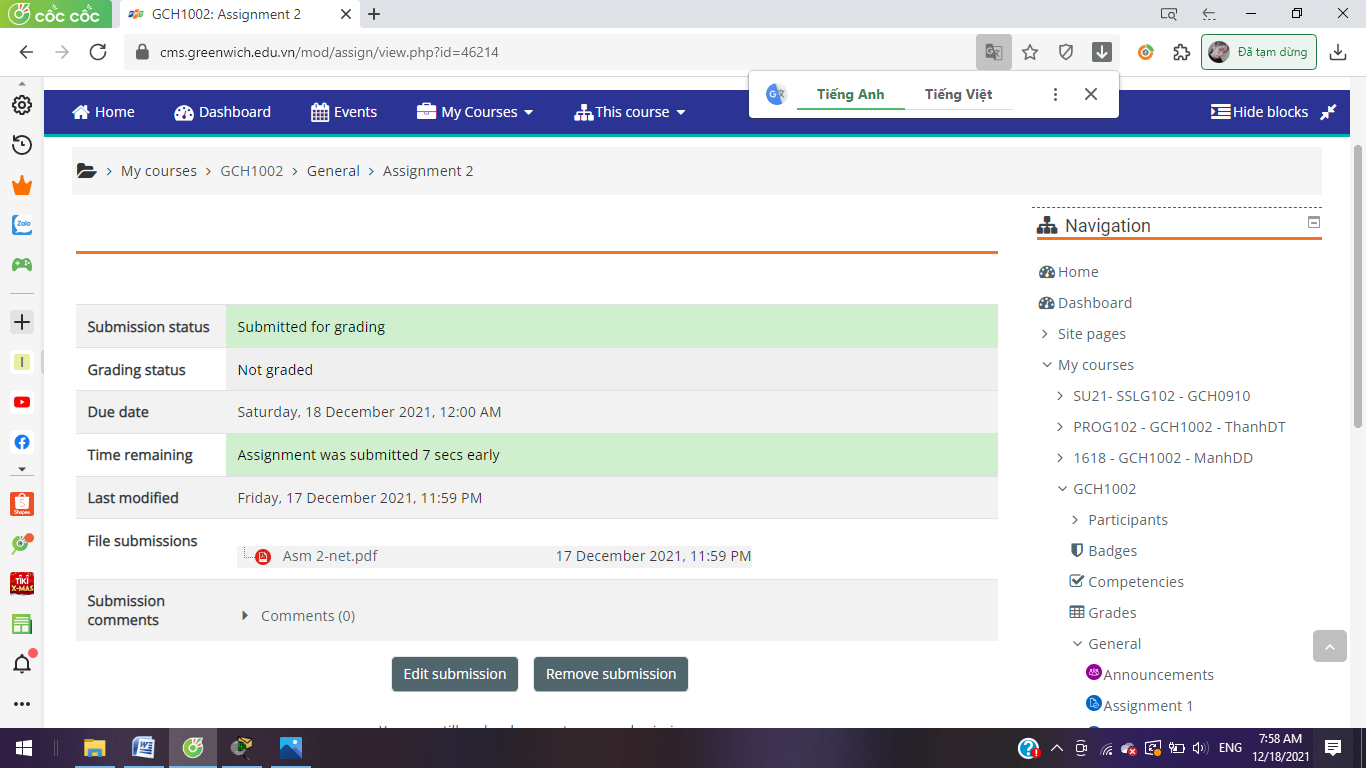 cốc cốc
GCH1002: Assignment 2
cms.greenwich.edu.vn/mod/assign/view.php?id=46214
Đã tạm dừng
Tiếng Anh
Tiếng Việt
Home
Dashboard
Events
My Courses
This course
Hide blocks
My courses
GCH1002
General
Assignment 2
Submission status
Submitted for grading
Grading status
Not graded
Due date
Saturday, 18 December 2021, 12:00 AM
Time remaining
Assignment was submitted 7 secs early
Last modified
Friday, 17 December 2021, 11:59 PM
File submissions
Asm 2-net.pdf
17 December 2021, 11:59 PM
Submission
comments
Comments (0)
Edit submission
Remove submission
Navigation
Home
Dashboard
Site pages
My courses
SU21- SSLG102 - GCH0910
PROG102 - GCH1002 - ThanhDT
1618 - GCH1002 - ManhDD
GCH1002
Participants
Badges
Competencies
Grades
General
Announcements
Assignment 1
Zalo
I
Shopee
TIKI
X-MAS
ENG
7:58 AM
12/18/2021